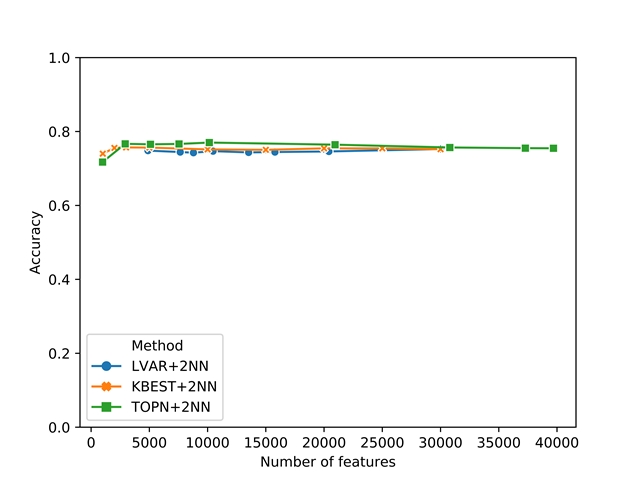 1.0
0.8
0.6
0.4
0.2
0.0
Accuracy
Method
LVAR+2NN
KBEST+2NN
TOPN+2NN
0 5000 10000 15000 20000 25000 30000 35000 40000
Number of features